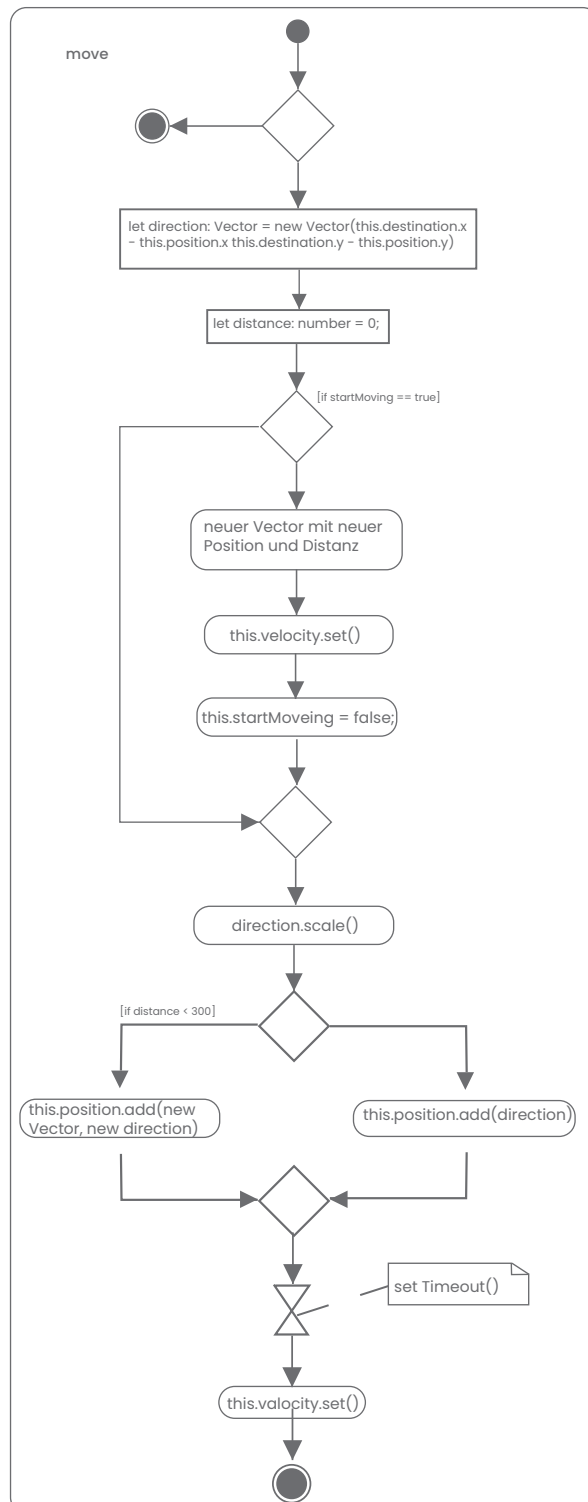 move
let direction: Vector = new Vector(this.destination.x
- this.position.x this.destination.y - this.position.y)
let distance: number = 0;
[if startMoving == true]
neuer Vector mit neuer
Position und Distanz
this.velocity.set()
this.startMoveing = false;
direction.scale()
[if distance < 300]
this.position.add(new
Vector, new direction)
this.position.add(direction)
set Timeout()
this.valocity.set()